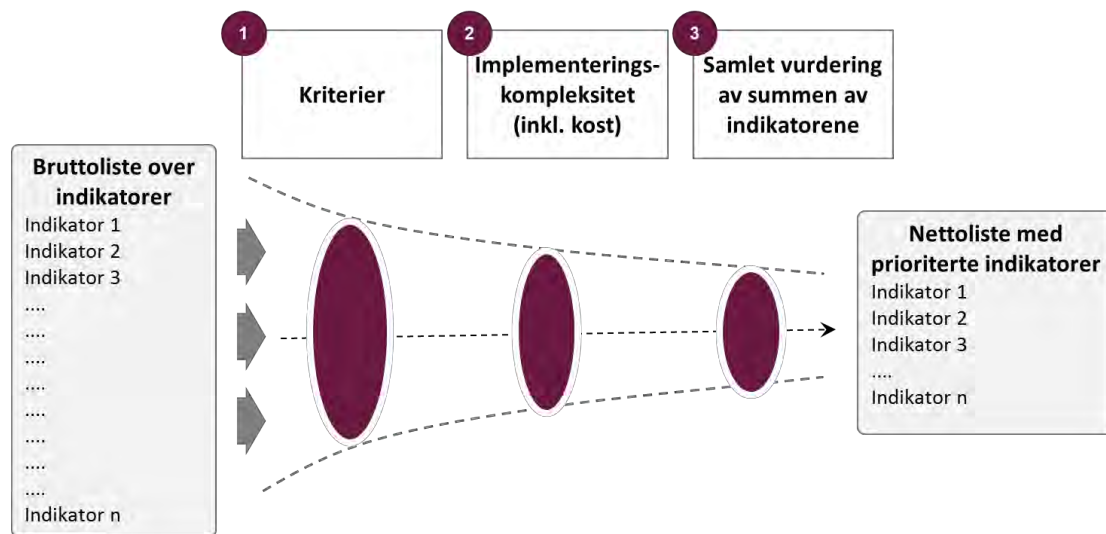 1
Kriterier
2
Implementerings-
kompleksitet
(inkl. kost)
3
Samlet vurdering
av summen av
indikatorene
Bruttoliste over
indikatorer
Indikator 1
Indikator 2
Indikator 3
....
....
....
....
....
....
....
....
Indikator n
Nettoliste med
prioriterte indikatorer
Indikator 1
Indikator 2
Indikator 3
....
Indikator n